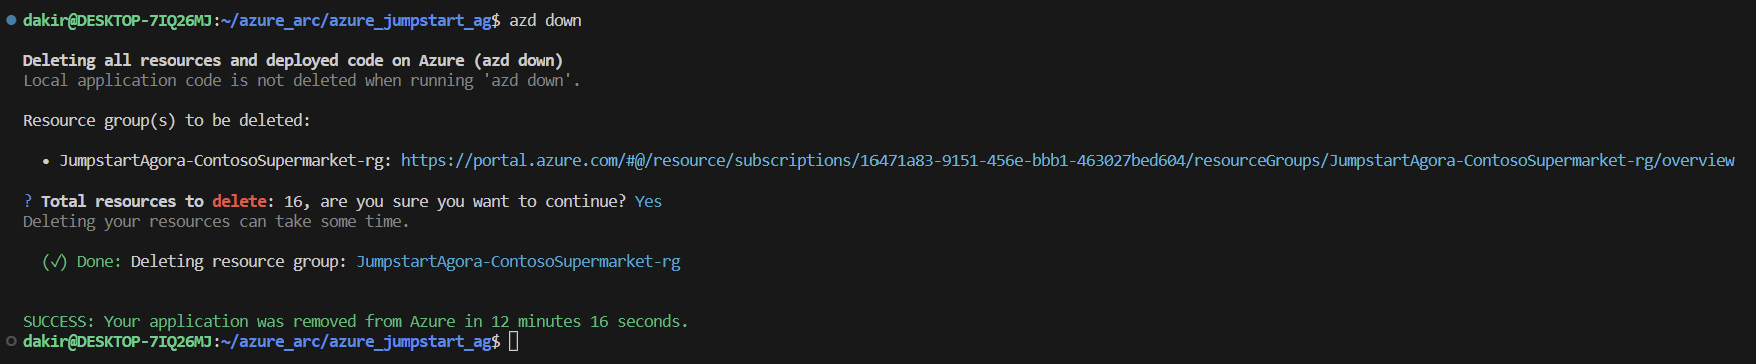 dakir@DESKTOP-7IQ26MJ:~/azure_arc/azure_jumpstart_ag$ azd down
Deleting all resources and deployed code on Azure (azd down)
Local application code is not deleted when running 'azd down'.
Resource group(s) to be deleted:
• JumpstartAgora-ContosoSupermarket-rg: https://portal.azure.com/#@/resource/subscriptions/16471a83-9151-456e-bbb1-463027bed604/resourceGroups/JumpstartAgora-ContosoSupermarket-rg/overview
? Total resources to delete: 16, are you sure you want to continue? Yes
Deleting your resources can take some time.
(✓) Done: Deleting resource group: JumpstartAgora-ContosoSupermarket-rg
SUCCESS: Your application was removed from Azure in 12 minutes 16 seconds.
dakir@DESKTOP-7IQ26MJ:~/azure_arc/azure_jumpstart_ag$